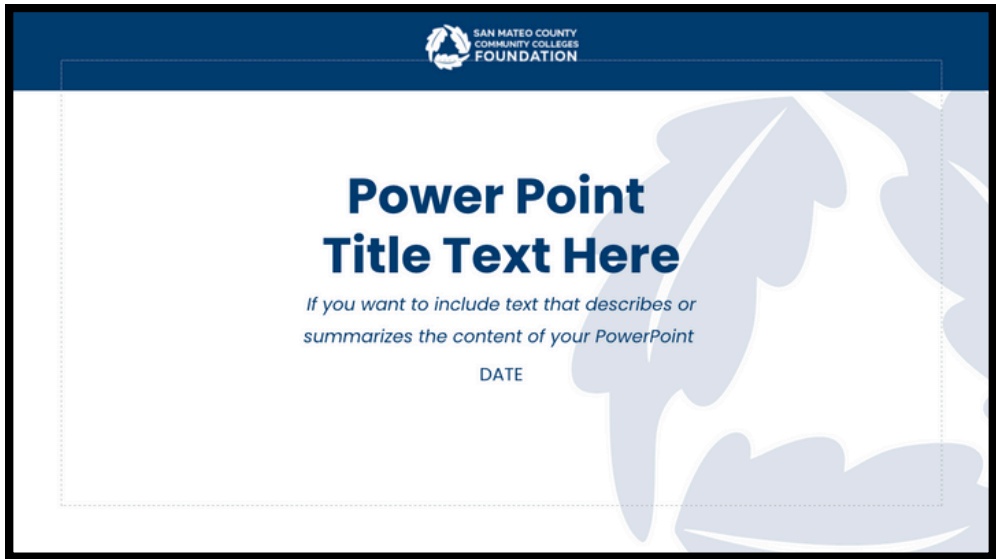 SAN MATEO COUNTY
COMMUNITY COLLEGES
FOUNDATION
Power Point
Title Text Here
If you want to include text that describes or
summarizes the content of your PowerPoint
DATE